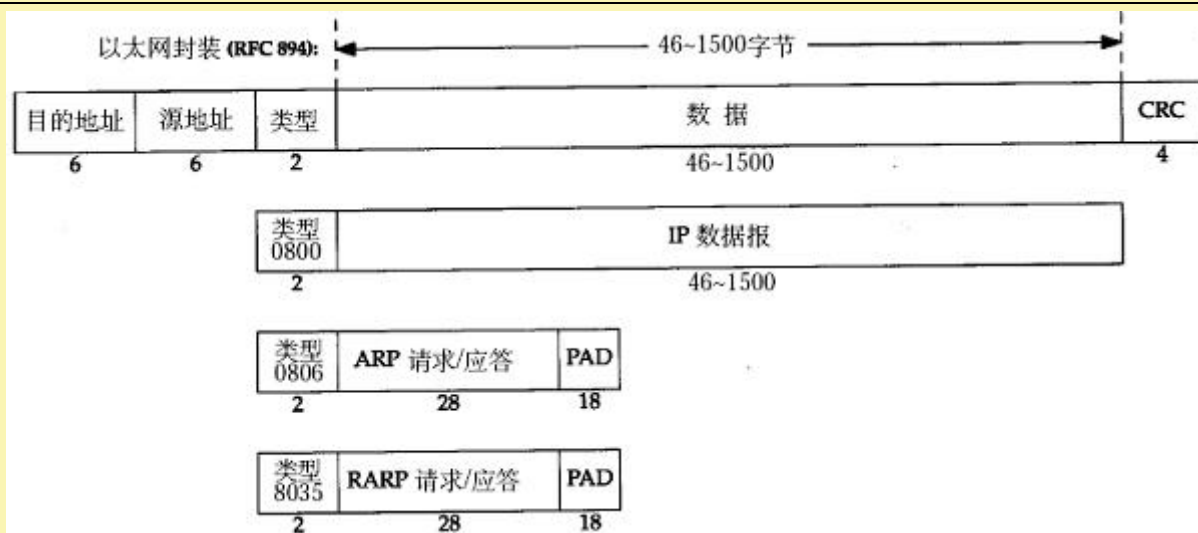 以太网封装 (RFC 894):
46~1500字节
目的地址 源地址 类型 数 据 CRC
6 6 2 46~1500 4
类型
0800
IP 数据报
2 46~1500
类型
0806
ARP 请求/应答 PAD
2 28 18
类型
8035
RARP 请求/应答 PAD
2 28 18